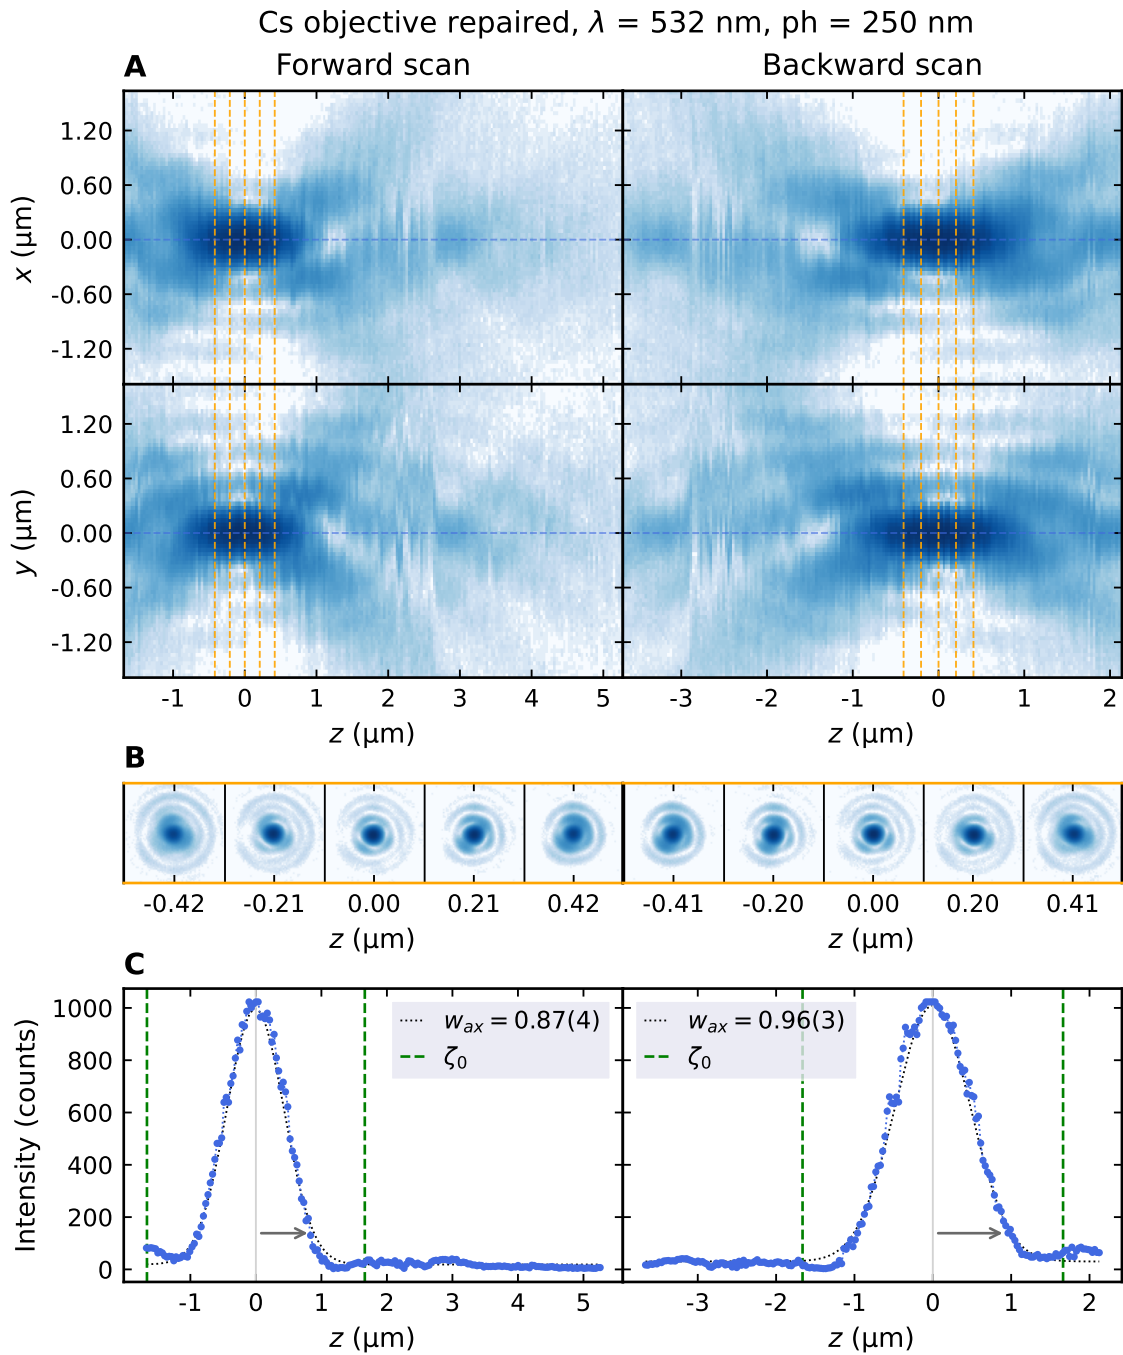 Cs objective repaired, λ = 532 nm, ph = 250 nm
A Forward scan Backward scan
x (μm)
1.20
0.60
0.00
-0.60
-1.20
y (μm)
1.20
0.60
0.00
-0.60
-1.20
-1 0 1 2 3 4 5 -3 -2 -1 0 1 2
z (μm) z (μm)
B
-0.42 -0.21 0.00 0.21 0.42 -0.41 -0.20 0.00 0.20 0.41
z (μm) z (μm)
C
Intensity (counts)
1000
800
600
400
200
0
w_ax = 0.87(4)
ζ₀
w_ax = 0.96(3)
ζ₀
-1 0 1 2 3 4 5 -3 -2 -1 0 1 2
z (μm) z (μm)